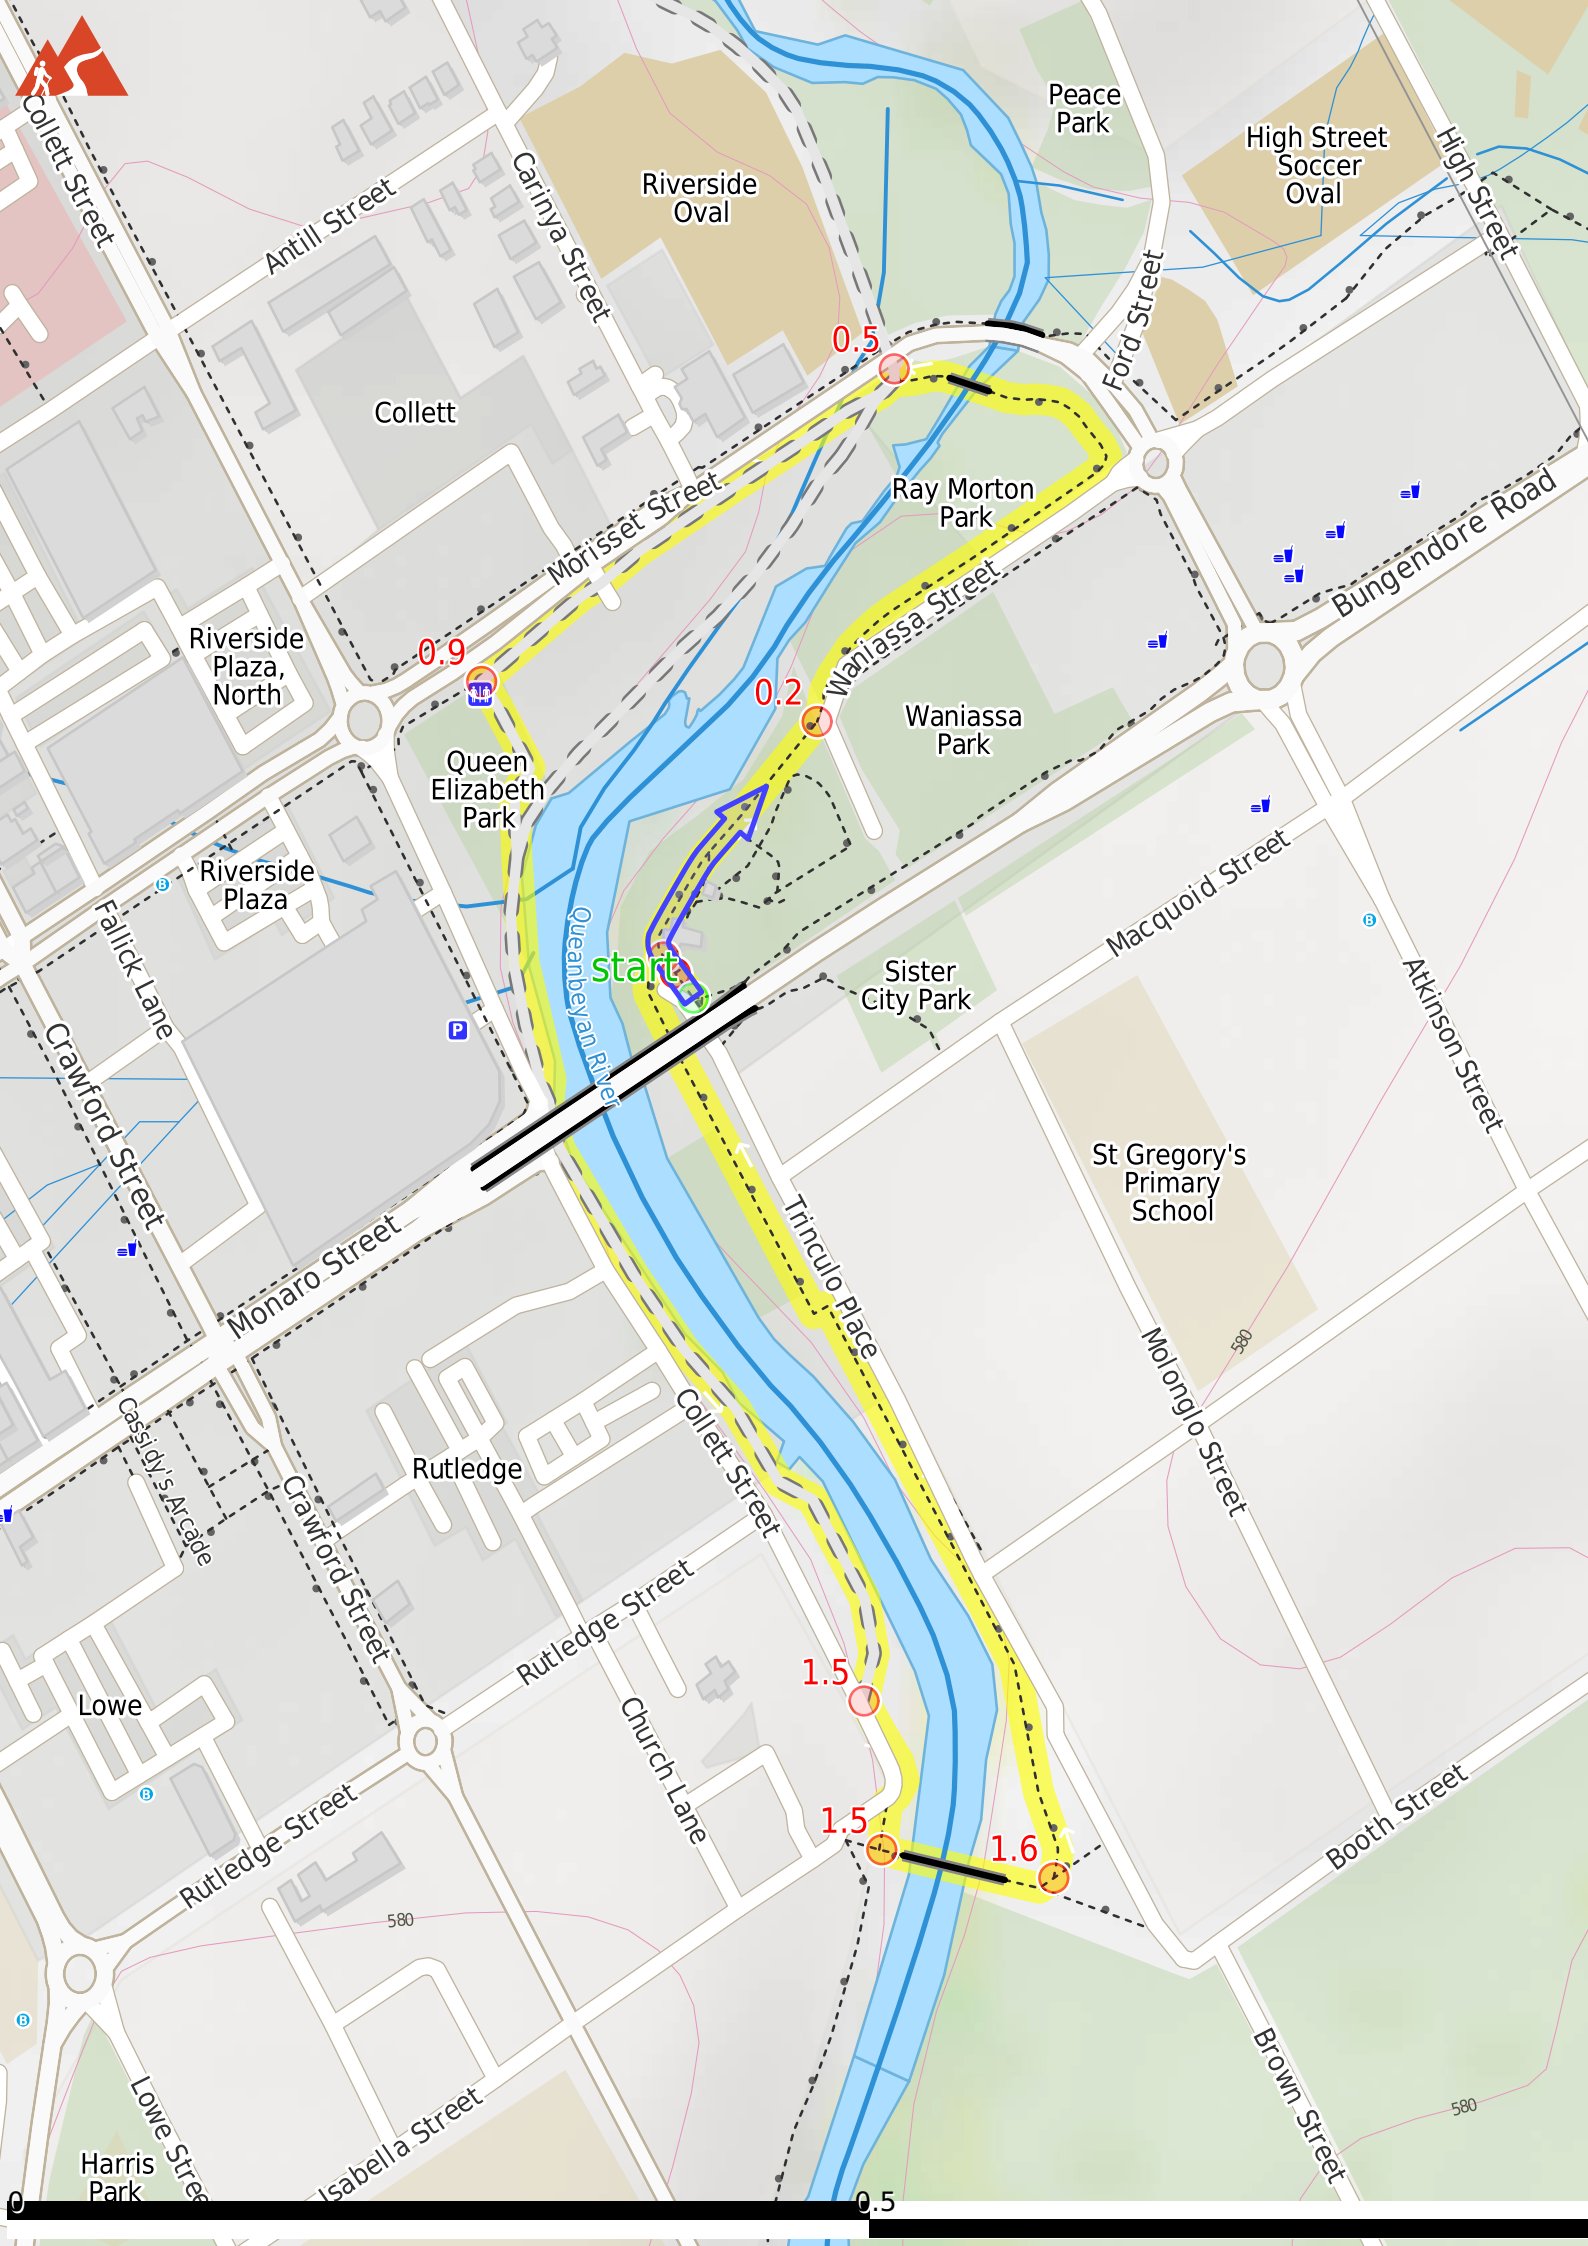 Peace
Park
High Street
Soccer
Oval
High Street
Collett Street
Carinya Street
Riverside
Oval
Antill Street
Ford Street
0.5
Collett
Ray Morton
Park
Morisset Street
Bungendore Road
Waniassa Street
Riverside
Plaza,
North
0.9
0.2
Waniassa
Park
Queen
Elizabeth
Park
Riverside
Plaza
B
Macquoid Street
B
Fallick Lane
Queanbeyan River
start
Sister
City Park
Atkinson Street
P
Crawford Street
St Gregory's
Primary
School
Trinculo Place
Monaro Street
580
Molonglo Street
Cassidy's Arcade
Collett Street
Rutledge
Crawford Street
Rutledge Street
Lowe
1.5
Church Lane
B
Rutledge Street
1.5
1.6
Booth Street
580
B
Brown Street
580
Lowe Stree
Isabella Street
Harris
Park
0
0.5